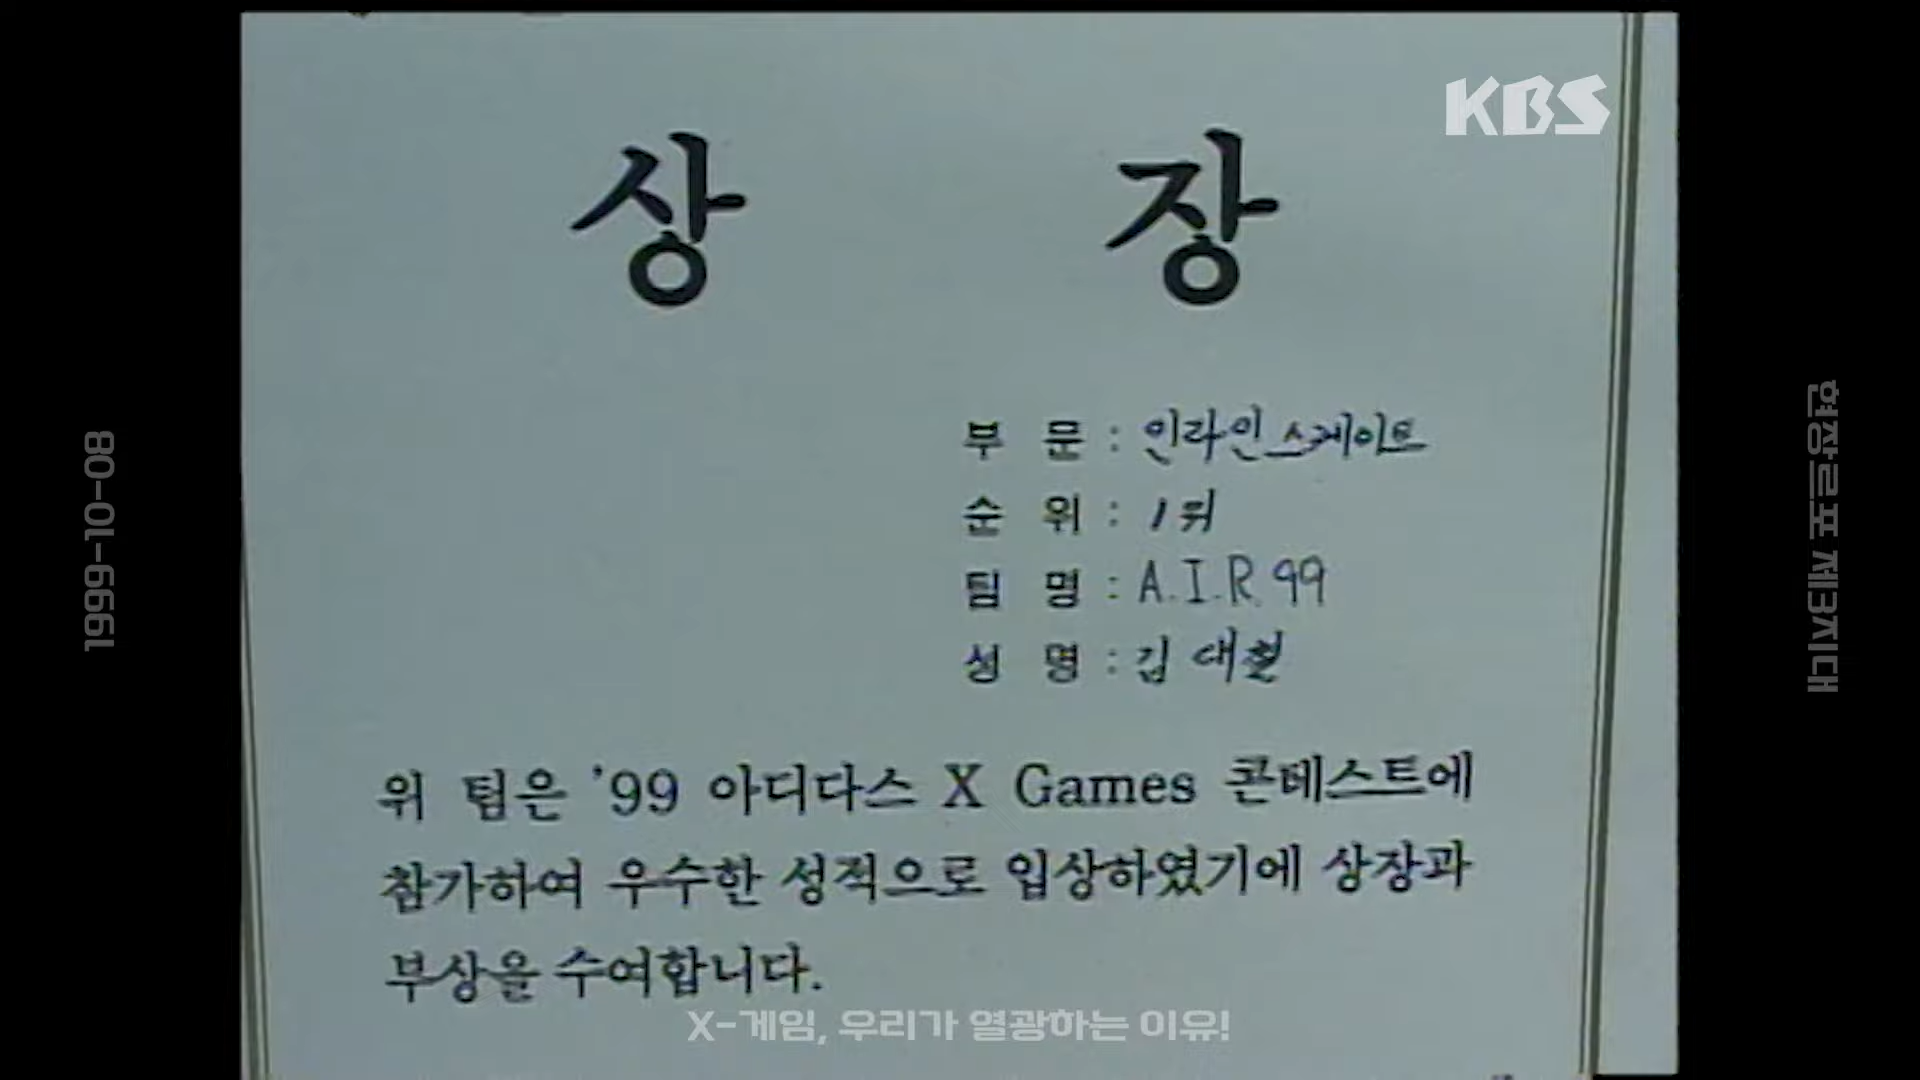 KBS
상 장
부 문 : 인라인스케이트
순 위 : 1위
팀 명 : A.I.R. 99
성 명 : 김대철
위 팀은 '99 아디다스 X Games 콘테스트에
참가하여 우수한 성적으로 입상하였기에 상장과
부상을 수여합니다.
X-게임, 우리가 열광하는 이유!
1999-10-08
현장르포 제3지대